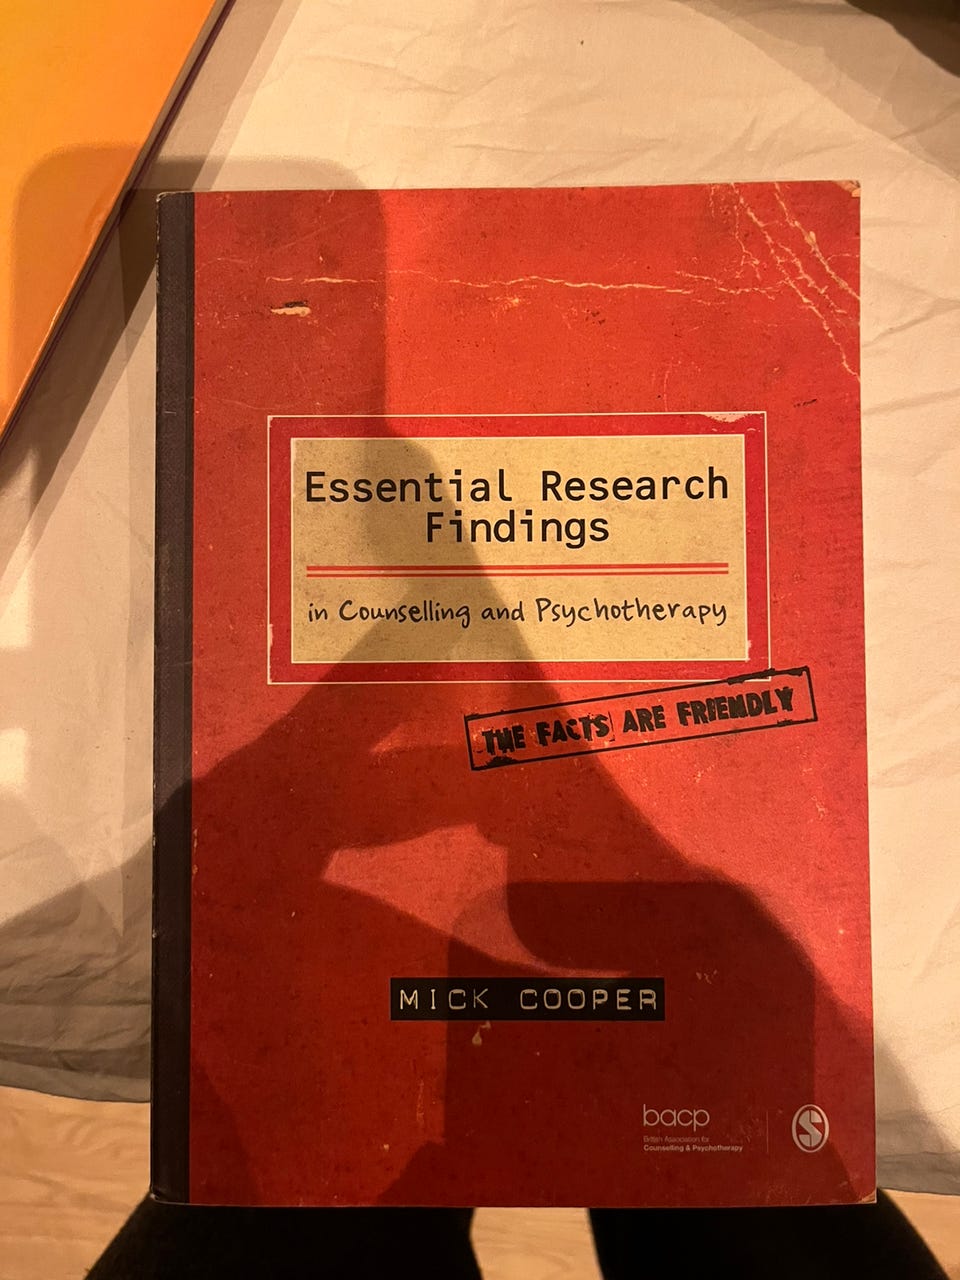 Essential Research
Findings
in Counselling and Psychotherapy
THE FACTS ARE FRIENDLY
MICK COOPER
bacp
British Association for
Counselling & Psychotherapy
S